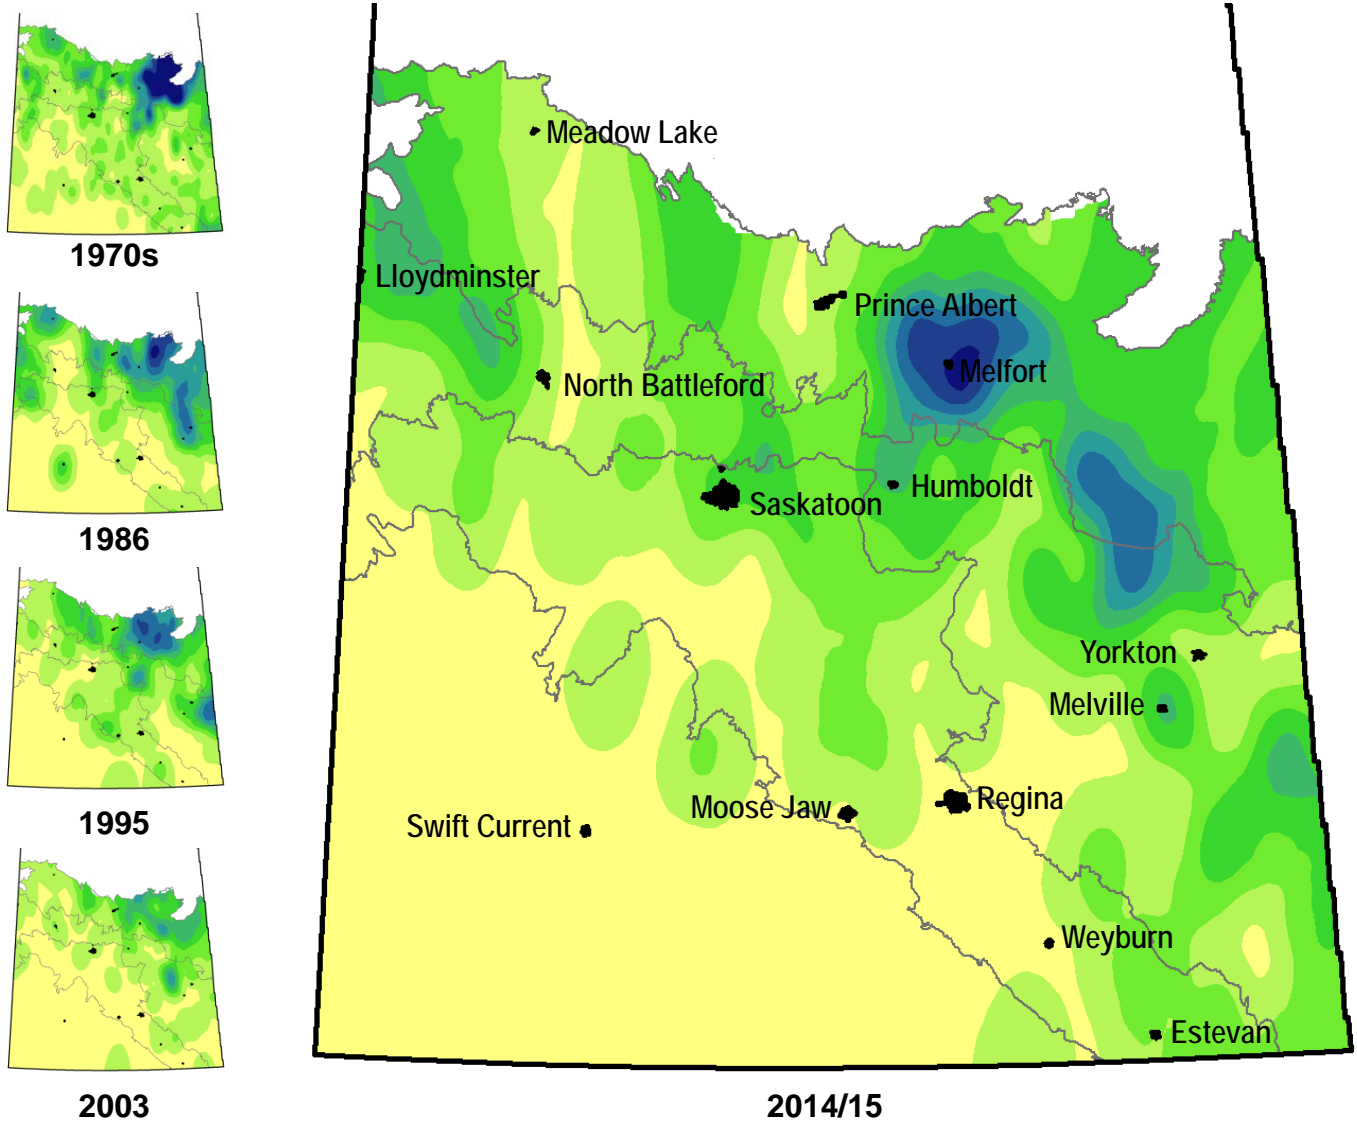 Meadow Lake
Lloydminster
Prince Albert
Melfort
North Battleford
Humboldt
Saskatoon
Yorkton
Melville
Regina
Moose Jaw
Swift Current
Weyburn
Estevan
1970s
1986
1995
2003
2014/15